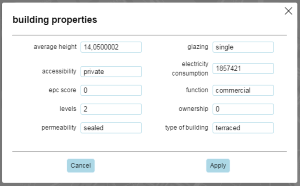 building properties
average height 14,0500002 glazing single
accessibility private electricity consumption 1857421
epc score 0 function commercial
levels 2 ownership 0
permeability sealed type of building terraced
Cancel Apply